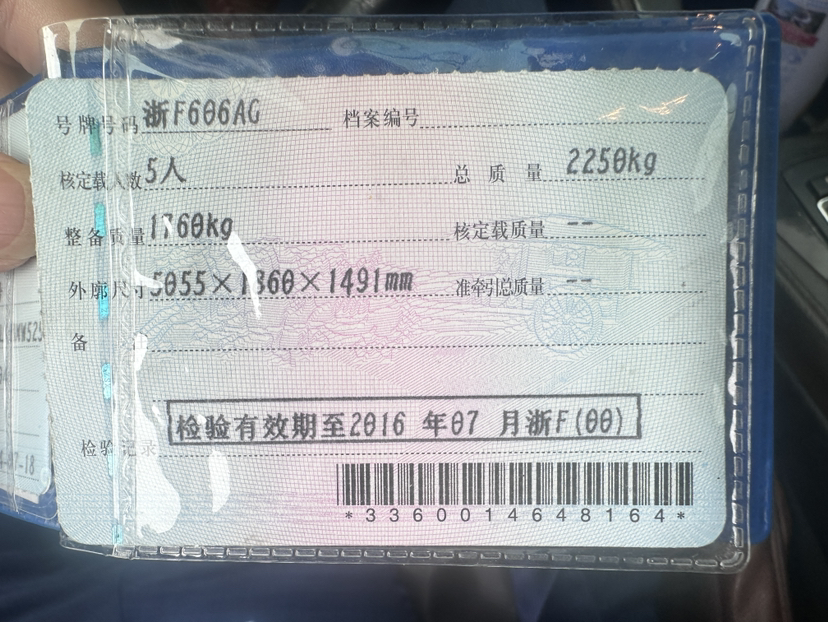 号牌号码 浙F606AG 档案编号
核定载人数 5人 总质量 2250kg
整备质量 1760kg 核定载质量 --
外廓尺寸 5055×1860×1491mm 准牵引总质量 --
备
检验有效期至2016 年07 月浙F(00)
检验记录
*3360014648164*
-07-18